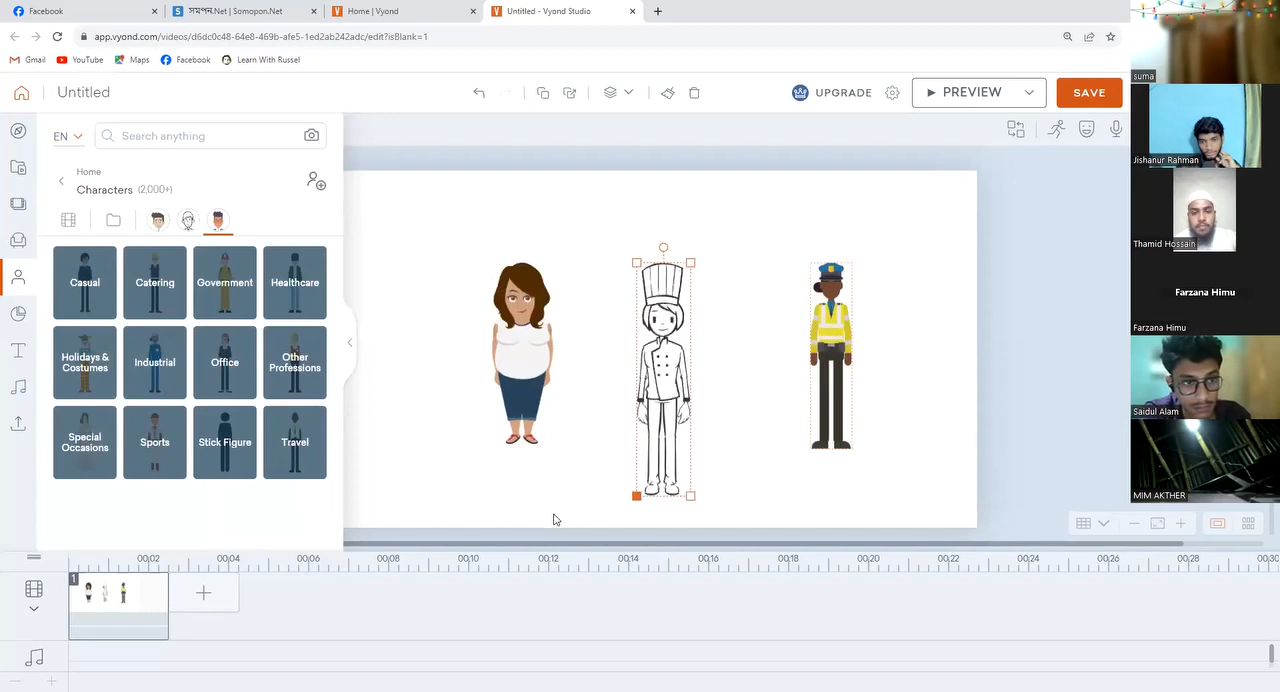 Facebook
সমপন.Net | Somopon.Net
Home | Vyond
Untitled - Vyond Studio
app.vyond.com/videos/d6dc0c48-64e8-469b-afe5-1ed2ab242adc/edit?isBlank=1
Gmail
YouTube
Maps
Facebook
Learn With Russel
Untitled
UPGRADE
PREVIEW
SAVE
EN
Search anything
Home
Characters (2,000+)
Casual
Catering
Government
Healthcare
Holidays &
Costumes
Industrial
Office
Other
Professions
Special
Occasions
Sports
Stick Figure
Travel
suma
Jishanur Rahman
Thamid Hossain
Farzana Himu
Farzana Himu
Saidul Alam
MIM AKTHER
00:02
00:04
00:06
00:08
00:10
00:12
00:14
00:16
00:18
00:20
00:22
00:24
00:26
00:28
00:30
1